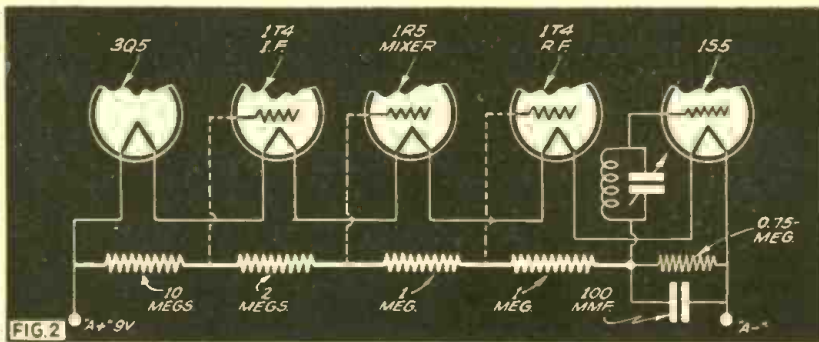 3Q5
1T4
I.F.
1R5
MIXER
1T4
R.F.
1S5
0.75-
MEG.
10
MEGS.
2
MEGS.
1
MEG.
1
MEG.
100
MMF.
FIG.2
"A+" 9V
"A-"